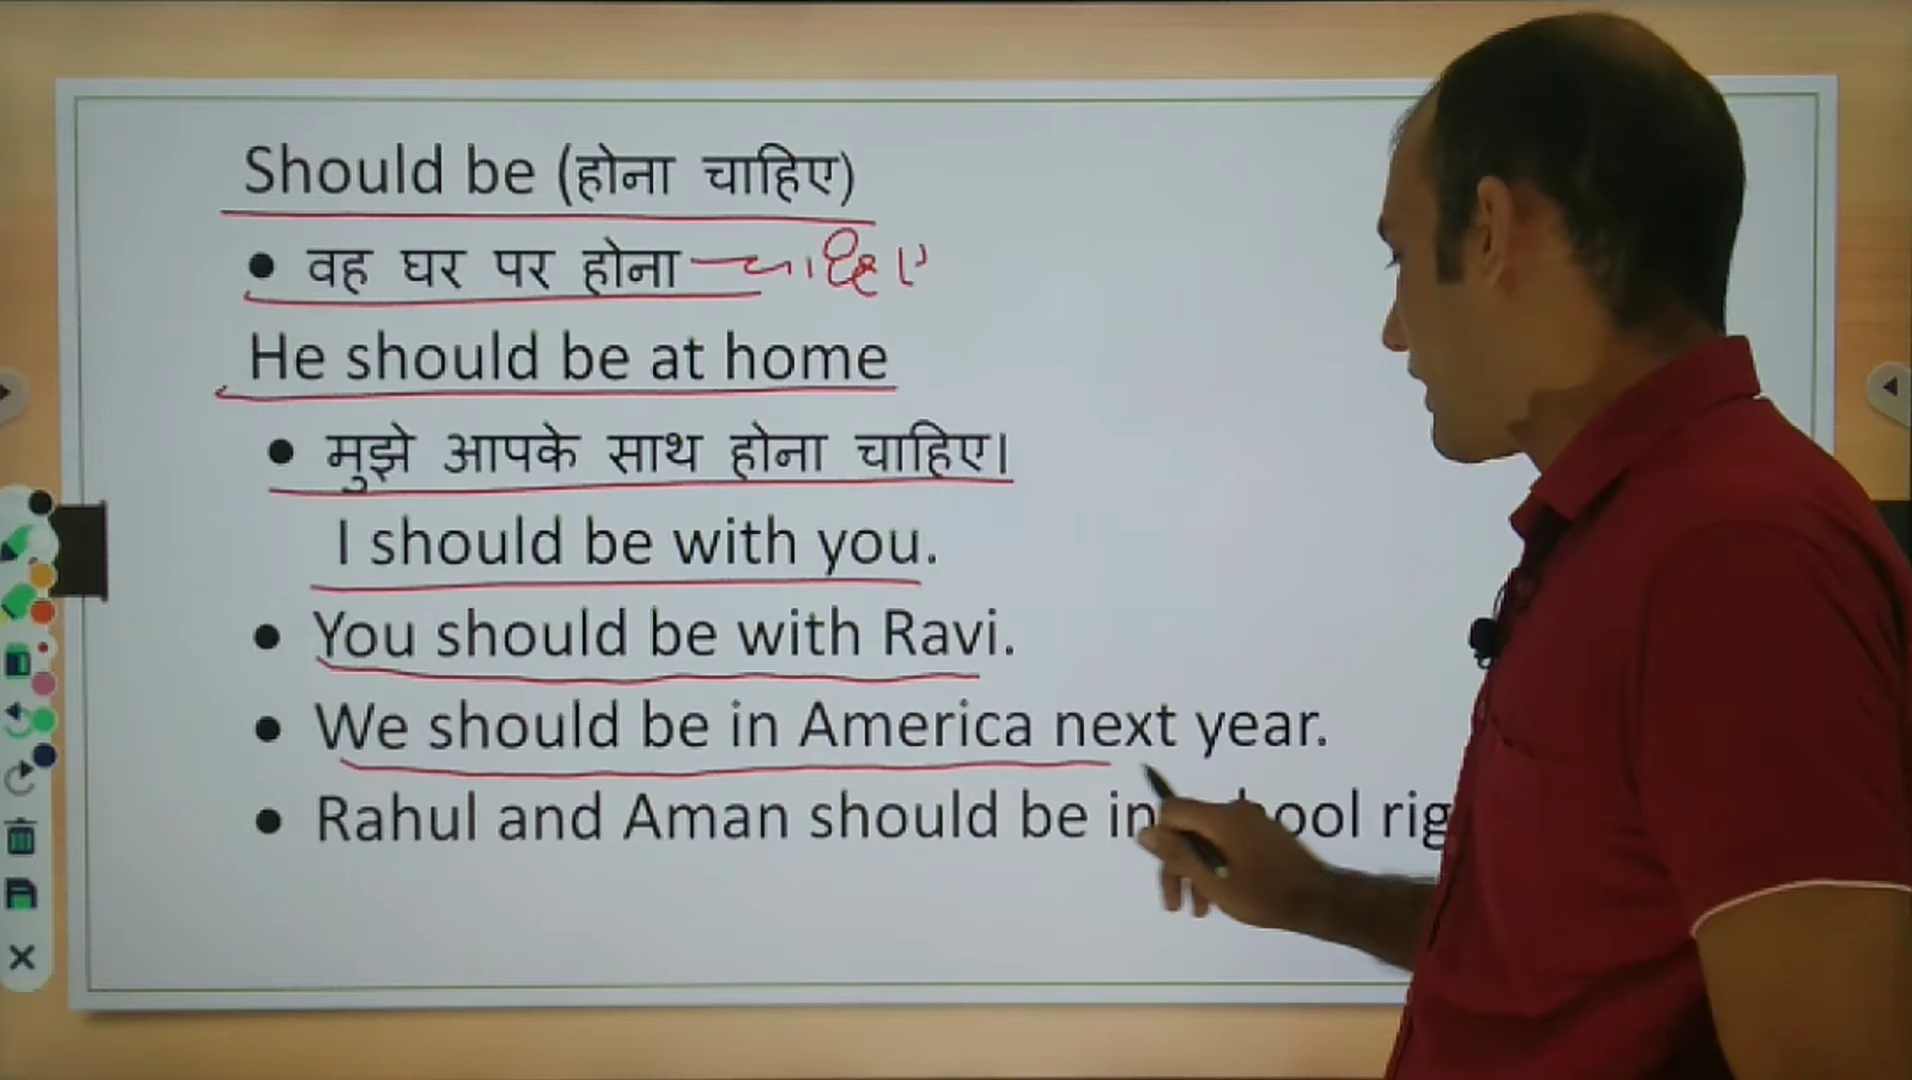 Should be (होना चाहिए)
• वह घर पर होना चाहिए
He should be at home
• मुझे आपके साथ होना चाहिए।
I should be with you.
• You should be with Ravi.
• We should be in America next year.
• Rahul and Aman should be in